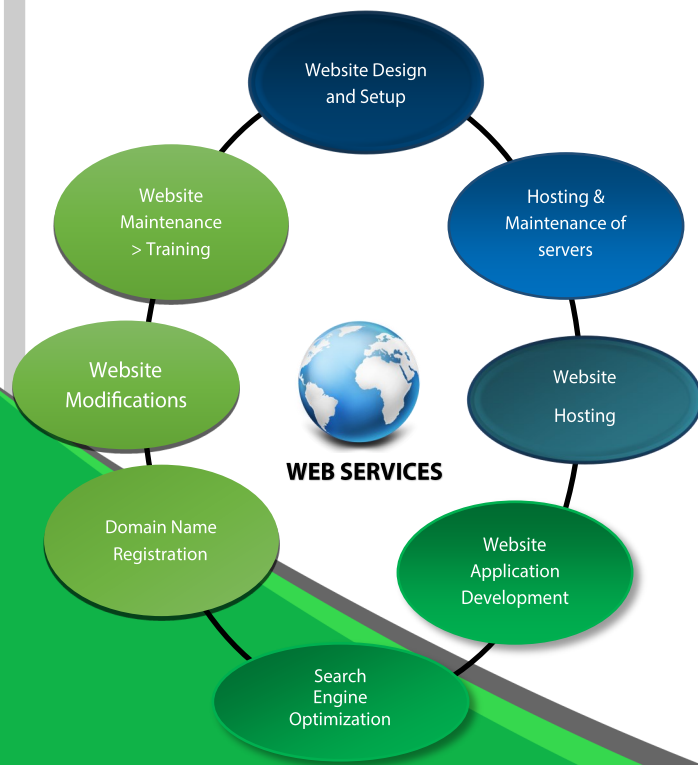 Website Design
and Setup
Hosting &
Maintenance of
servers
Website
Hosting
Website
Application
Development
Search
Engine
Optimization
Domain Name
Registration
Website
Modifications
Website
Maintenance
> Training
WEB SERVICES